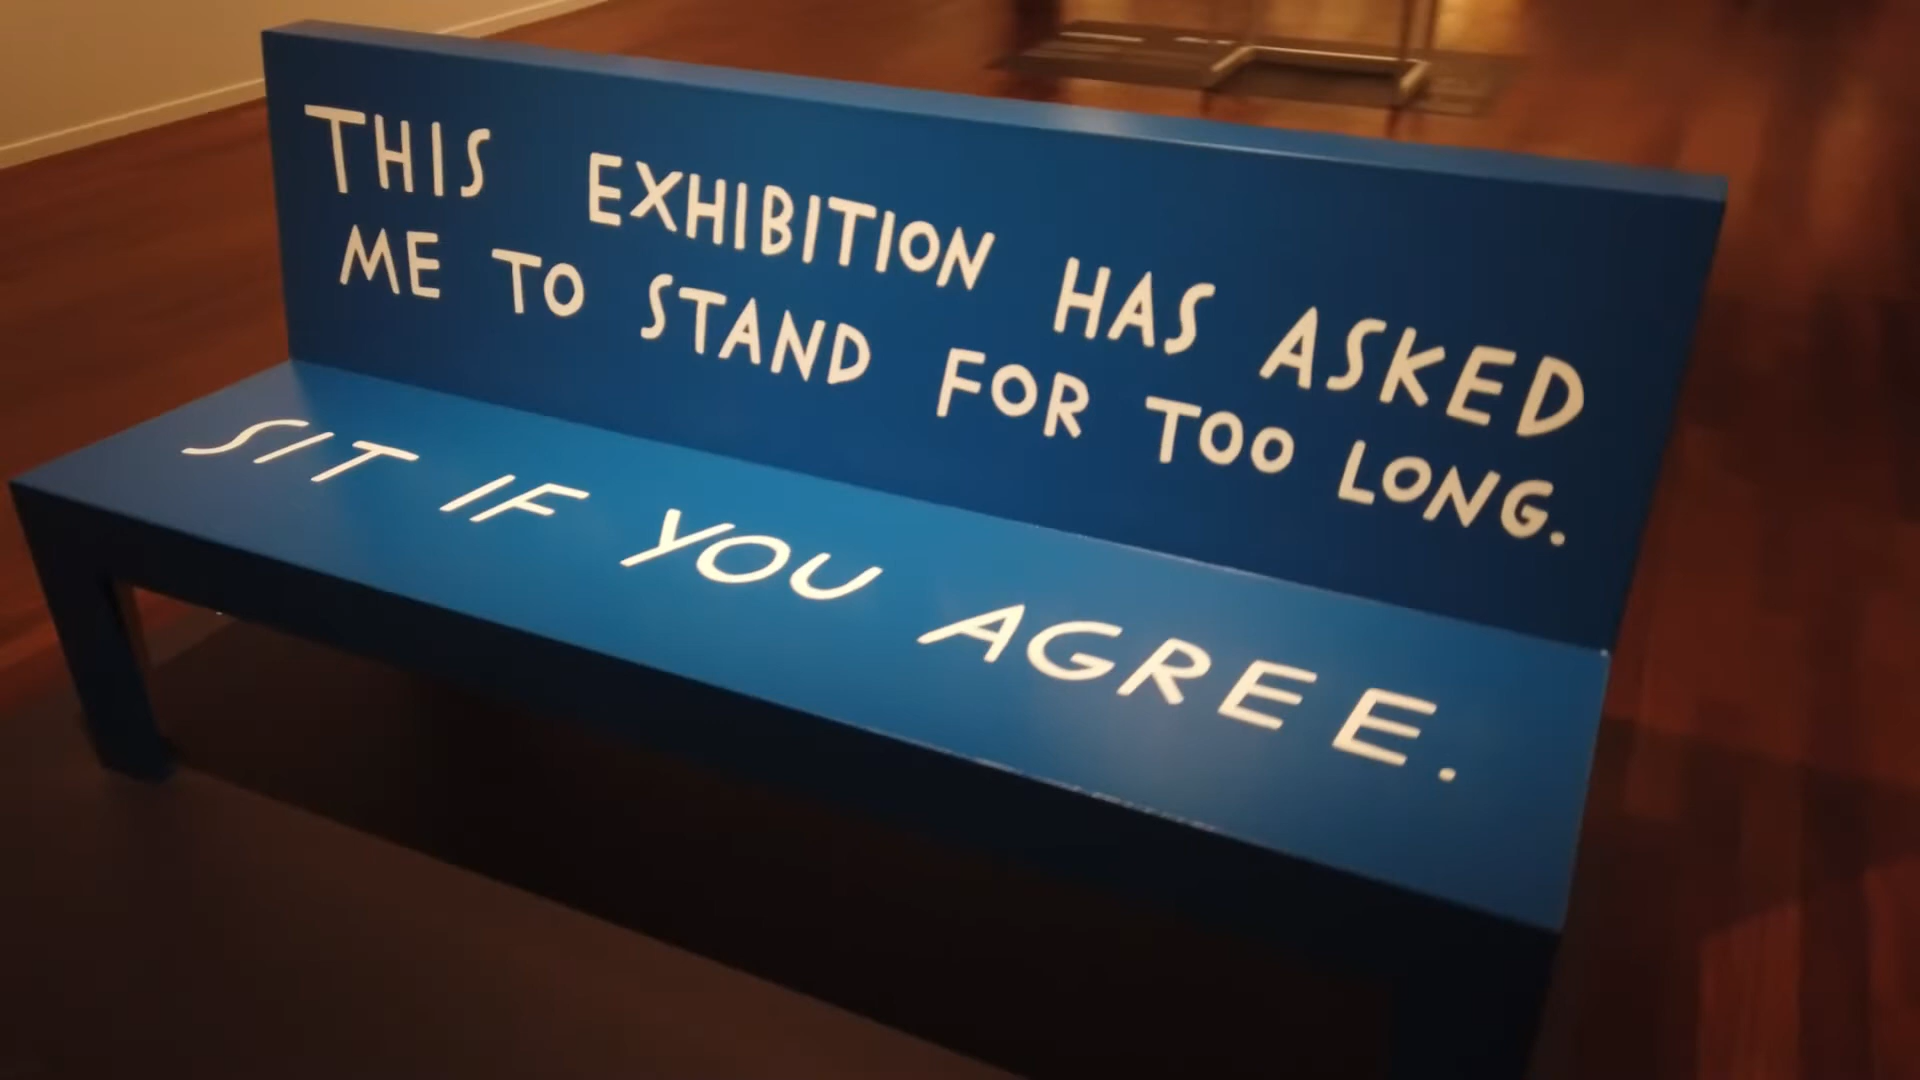 THIS EXHIBITION HAS ASKED
ME TO STAND FOR TOO LONG.
SIT IF YOU AGREE.